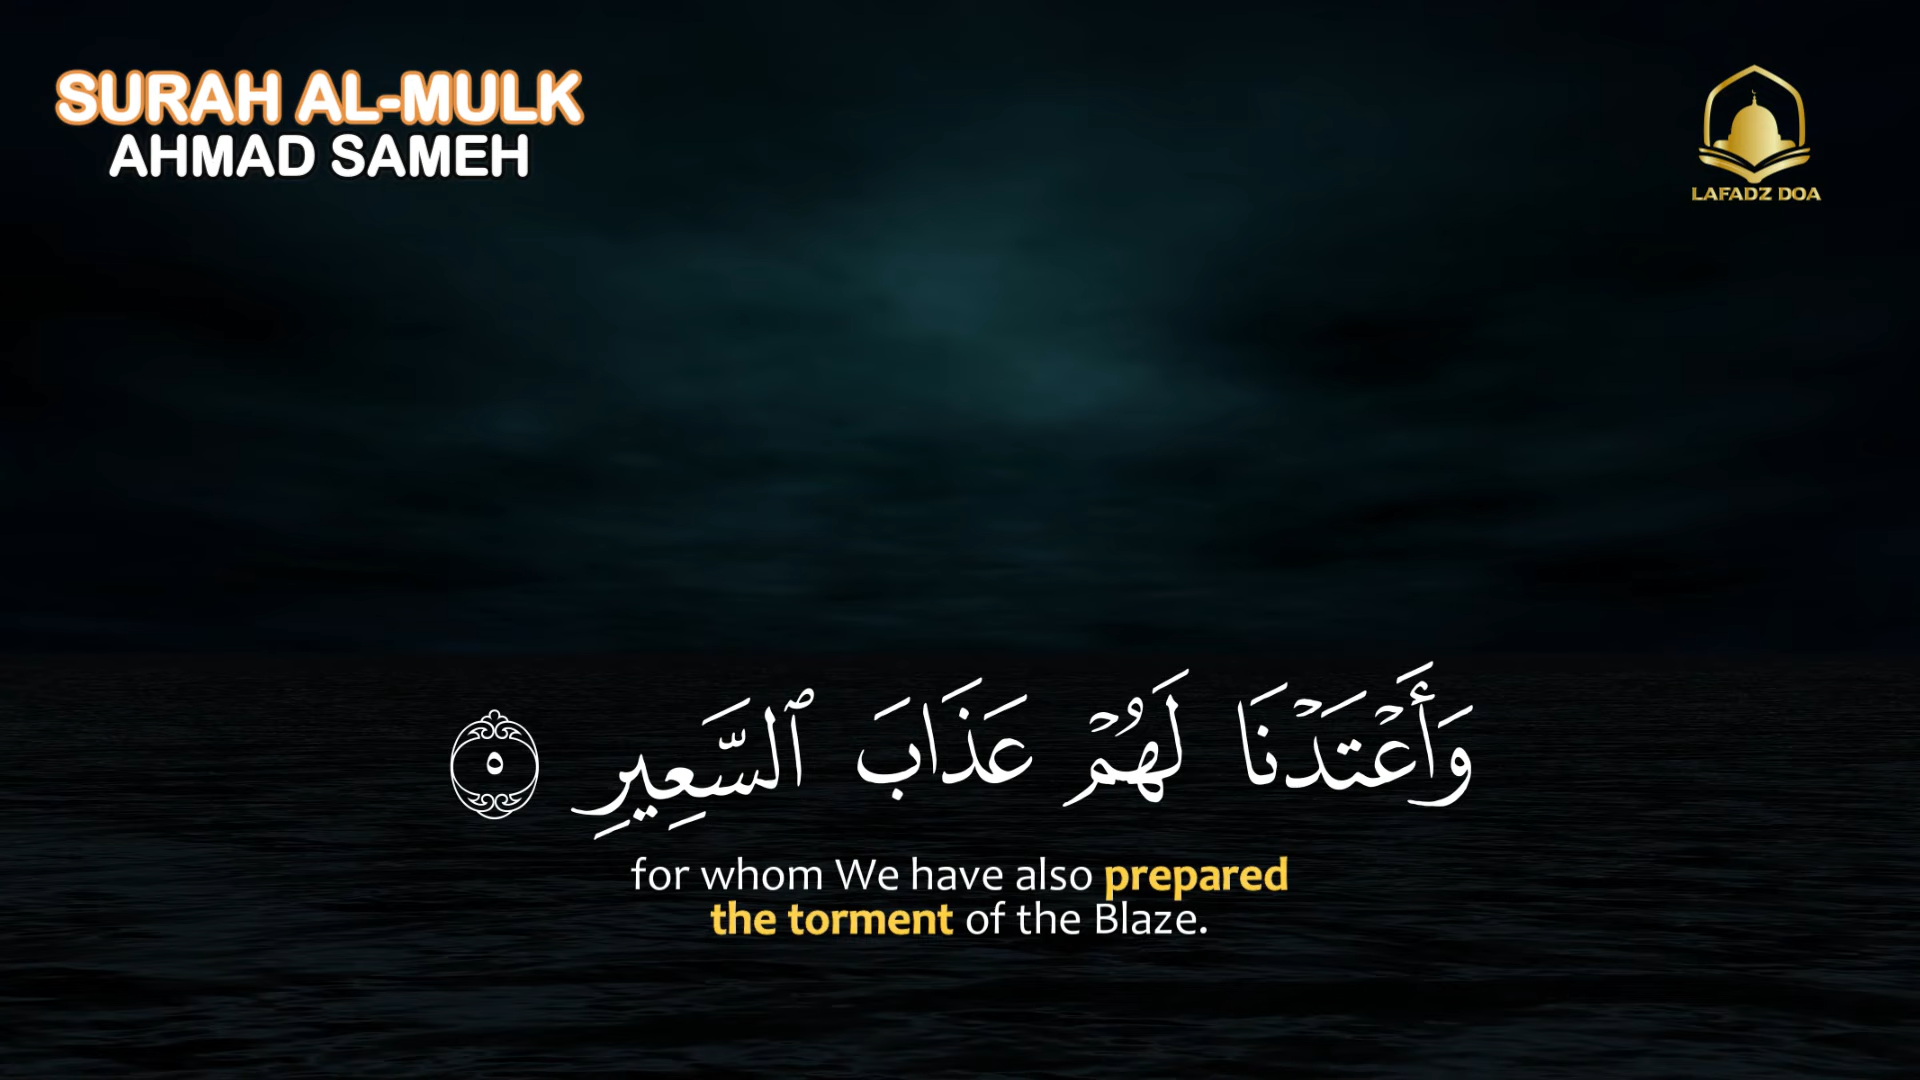 SURAH AL-MULK
AHMAD SAMEH
LAFADZ DOA
وَأَعۡتَدۡنَا لَهُمۡ عَذَابَ ٱلسَّعِيرِ ٥
for whom We have also prepared
the torment of the Blaze.